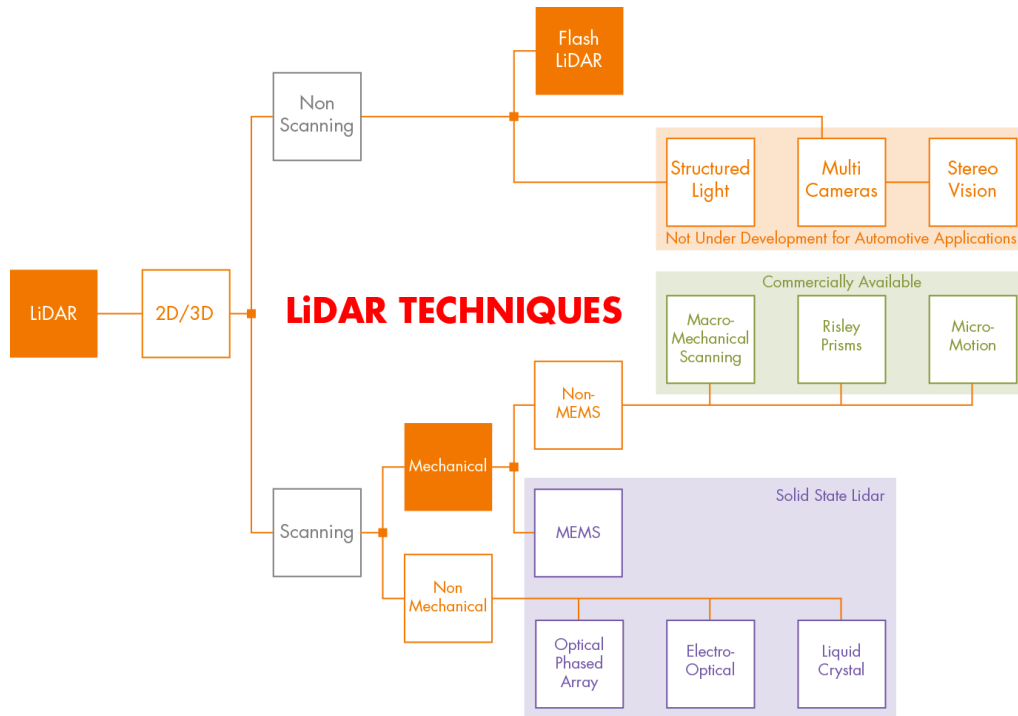 Flash
LiDAR
Non
Scanning
Structured
Light
Multi
Cameras
Stereo
Vision
Not Under Development for Automotive Applications
LiDAR
2D/3D
LiDAR TECHNIQUES
Commercially Available
Macro-
Mechanical
Scanning
Risley
Prisms
Micro-
Motion
Non-
MEMS
Mechanical
Solid State Lidar
Scanning
MEMS
Non
Mechanical
Optical
Phased
Array
Electro-
Optical
Liquid
Crystal